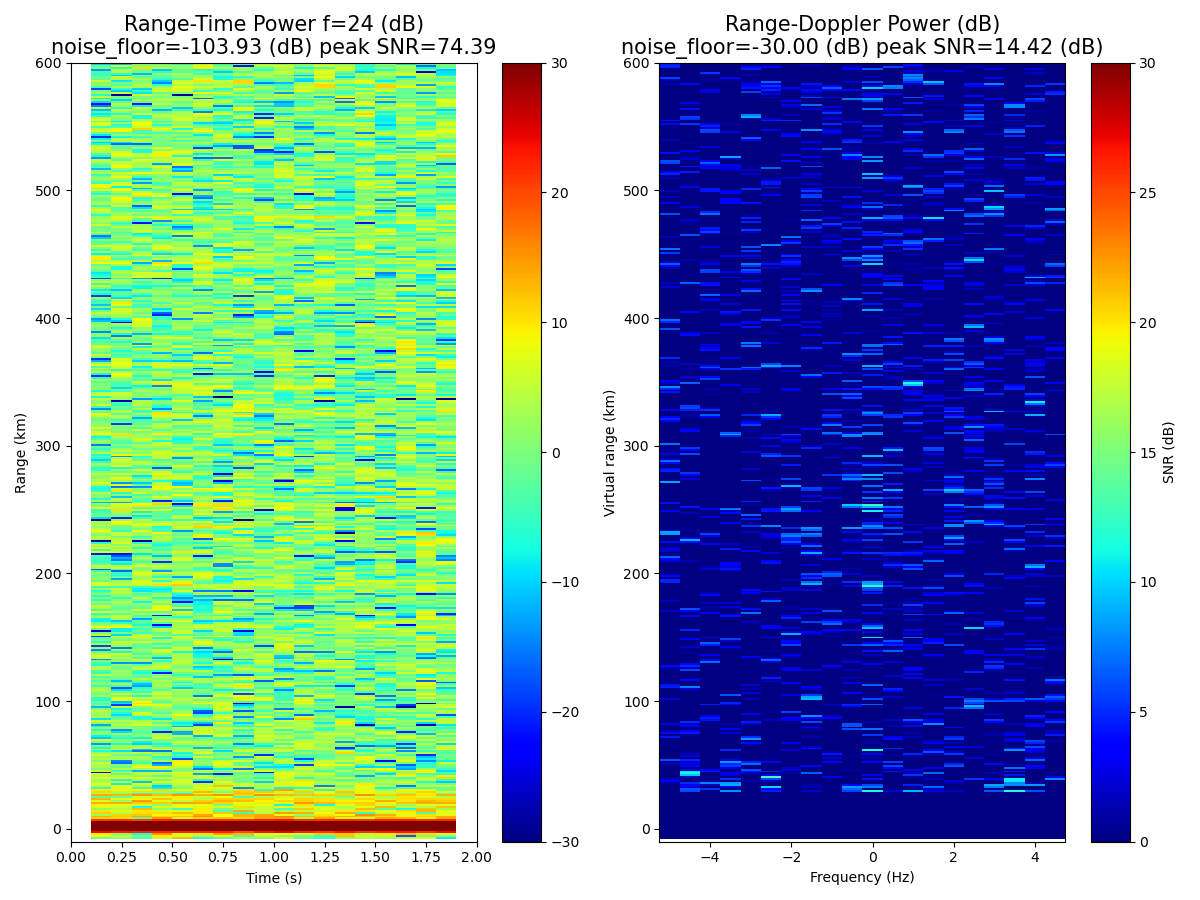 Range-Time Power f=24 (dB)
noise_floor=-103.93 (dB) peak SNR=74.39
600
500
400
300
200
100
0
Range (km)
0.00 0.25 0.50 0.75 1.00 1.25 1.50 1.75 2.00
Time (s)
30
20
10
0
−10
−20
−30
Range-Doppler Power (dB)
noise_floor=-30.00 (dB) peak SNR=14.42 (dB)
600
500
400
300
200
100
0
Virtual range (km)
−4 −2 0 2 4
Frequency (Hz)
30
25
20
15
10
5
0
SNR (dB)